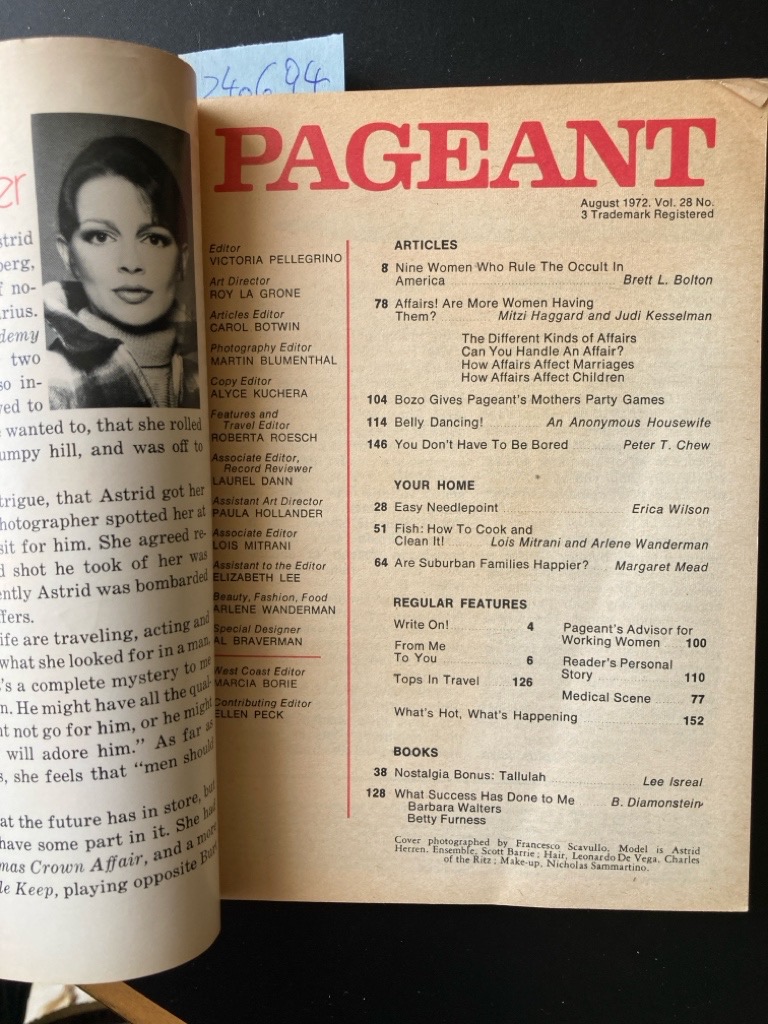 240694
er
strid
berg,
f no-
rius.
demy
two
so in-
ved to
wanted to, that she rolled
umpy hill, and was off to
trigue, that Astrid got her
hotographer spotted her at
sit for him. She agreed re-
d shot he took of her was
ently Astrid was bombarded
ffers.
ife are traveling, acting and
what she looked for in a man,
's a complete mystery to me
n. He might have all the qual-
ht not go for him, or he might
will adore him." As far as
s, she feels that "men should
at the future has in store, but
have some part in it. She had
mas Crown Affair, and a more
le Keep, playing opposite Burt
PAGEANT
August 1972. Vol. 28 No.
3 Trademark Registered
Editor
VICTORIA PELLEGRINO
Art Director
ROY LA GRONE
Articles Editor
CAROL BOTWIN
Photography Editor
MARTIN BLUMENTHAL
Copy Editor
ALYCE KUCHERA
Features and
Travel Editor
ROBERTA ROESCH
Associate Editor,
Record Reviewer
LAUREL DANN
Assistant Art Director
PAULA HOLLANDER
Associate Editor
LOIS MITRANI
Assistant to the Editor
ELIZABETH LEE
Beauty, Fashion, Food
ARLENE WANDERMAN
Special Designer
AL BRAVERMAN
West Coast Editor
MARCIA BORIE
Contributing Editor
ELLEN PECK
ARTICLES
8 Nine Women Who Rule The Occult In
America Brett L. Bolton
78 Affairs! Are More Women Having
Them? Mitzi Haggard and Judi Kesselman
The Different Kinds of Affairs
Can You Handle An Affair?
How Affairs Affect Marriages
How Affairs Affect Children
104 Bozo Gives Pageant's Mothers Party Games
114 Belly Dancing! An Anonymous Housewife
146 You Don't Have To Be Bored Peter T. Chew
YOUR HOME
28 Easy Needlepoint Erica Wilson
51 Fish: How To Cook and
Clean It! Lois Mitrani and Arlene Wanderman
64 Are Suburban Families Happier? Margaret Mead
REGULAR FEATURES
Write On! 4
From Me
To You 6
Tops In Travel 126
Pageant's Advisor for
Working Women 100
Reader's Personal
Story 110
Medical Scene 77
What's Hot, What's Happening 152
BOOKS
38 Nostalgia Bonus: Tallulah Lee Isreal
128 What Success Has Done to Me B. Diamonstein
Barbara Walters
Betty Furness
Cover photographed by Francesco Scavullo, Model is Astrid
Herren. Ensemble, Scott Barrie; Hair, Leonardo De Vega, Charles
of the Ritz; Make-up, Nicholas Sammartino.